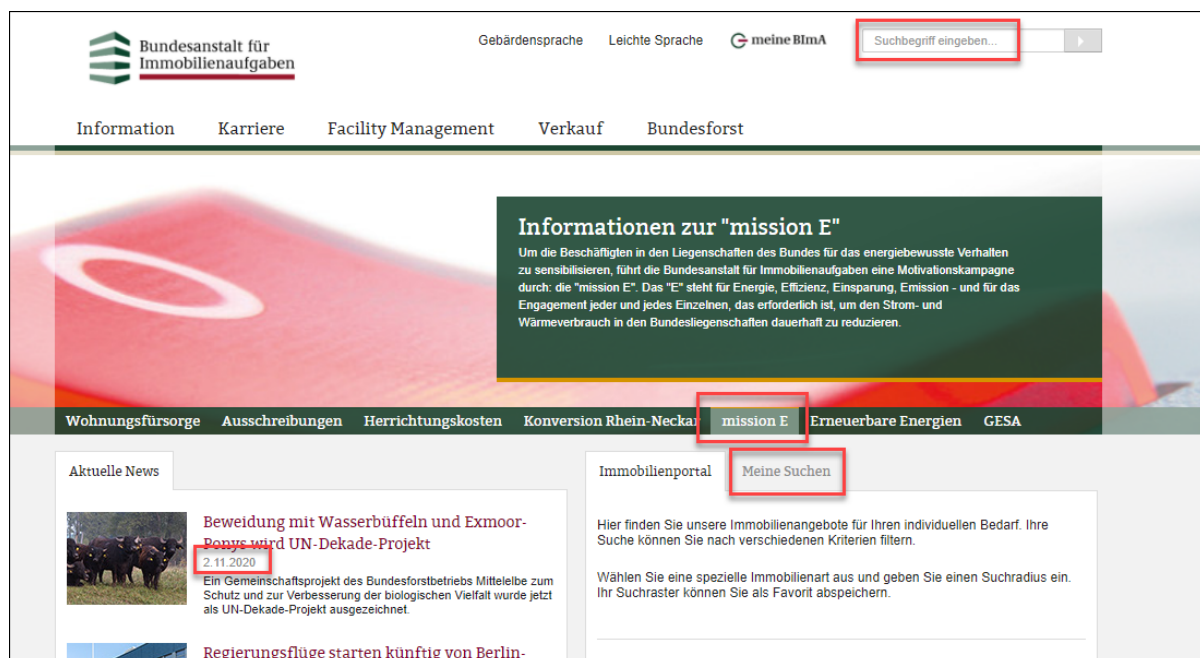 Bundesanstalt für
Immobilienaufgaben
Gebärdensprache Leichte Sprache meine BImA Suchbegriff eingeben...
Information Karriere Facility Management Verkauf Bundesforst
Informationen zur "mission E"
Um die Beschäftigten in den Liegenschaften des Bundes für das energiebewusste Verhalten
zu sensibilisieren, führt die Bundesanstalt für Immobilienaufgaben eine Motivationskampagne
durch: die "mission E". Das "E" steht für Energie, Effizienz, Einsparung, Emission - und für das
Engagement jeder und jedes Einzelnen, das erforderlich ist, um den Strom- und
Wärmeverbrauch in den Bundesliegenschaften dauerhaft zu reduzieren.
Wohnungsfürsorge Ausschreibungen Herrichtungskosten Konversion Rhein-Neckar mission E Erneuerbare Energien GESA
Aktuelle News
Beweidung mit Wasserbüffeln und Exmoor-
Ponys wird UN-Dekade-Projekt
2.11.2020
Ein Gemeinschaftsprojekt des Bundesforstbetriebs Mittelelbe zum
Schutz und zur Verbesserung der biologischen Vielfalt wurde jetzt
als UN-Dekade-Projekt ausgezeichnet.
Regierungsflüge starten künftig von Berlin-
Immobilienportal Meine Suchen
Hier finden Sie unsere Immobilienangebote für Ihren individuellen Bedarf. Ihre
Suche können Sie nach verschiedenen Kriterien filtern.
Wählen Sie eine spezielle Immobilienart aus und geben Sie einen Suchradius ein.
Ihr Suchraster können Sie als Favorit abspeichern.